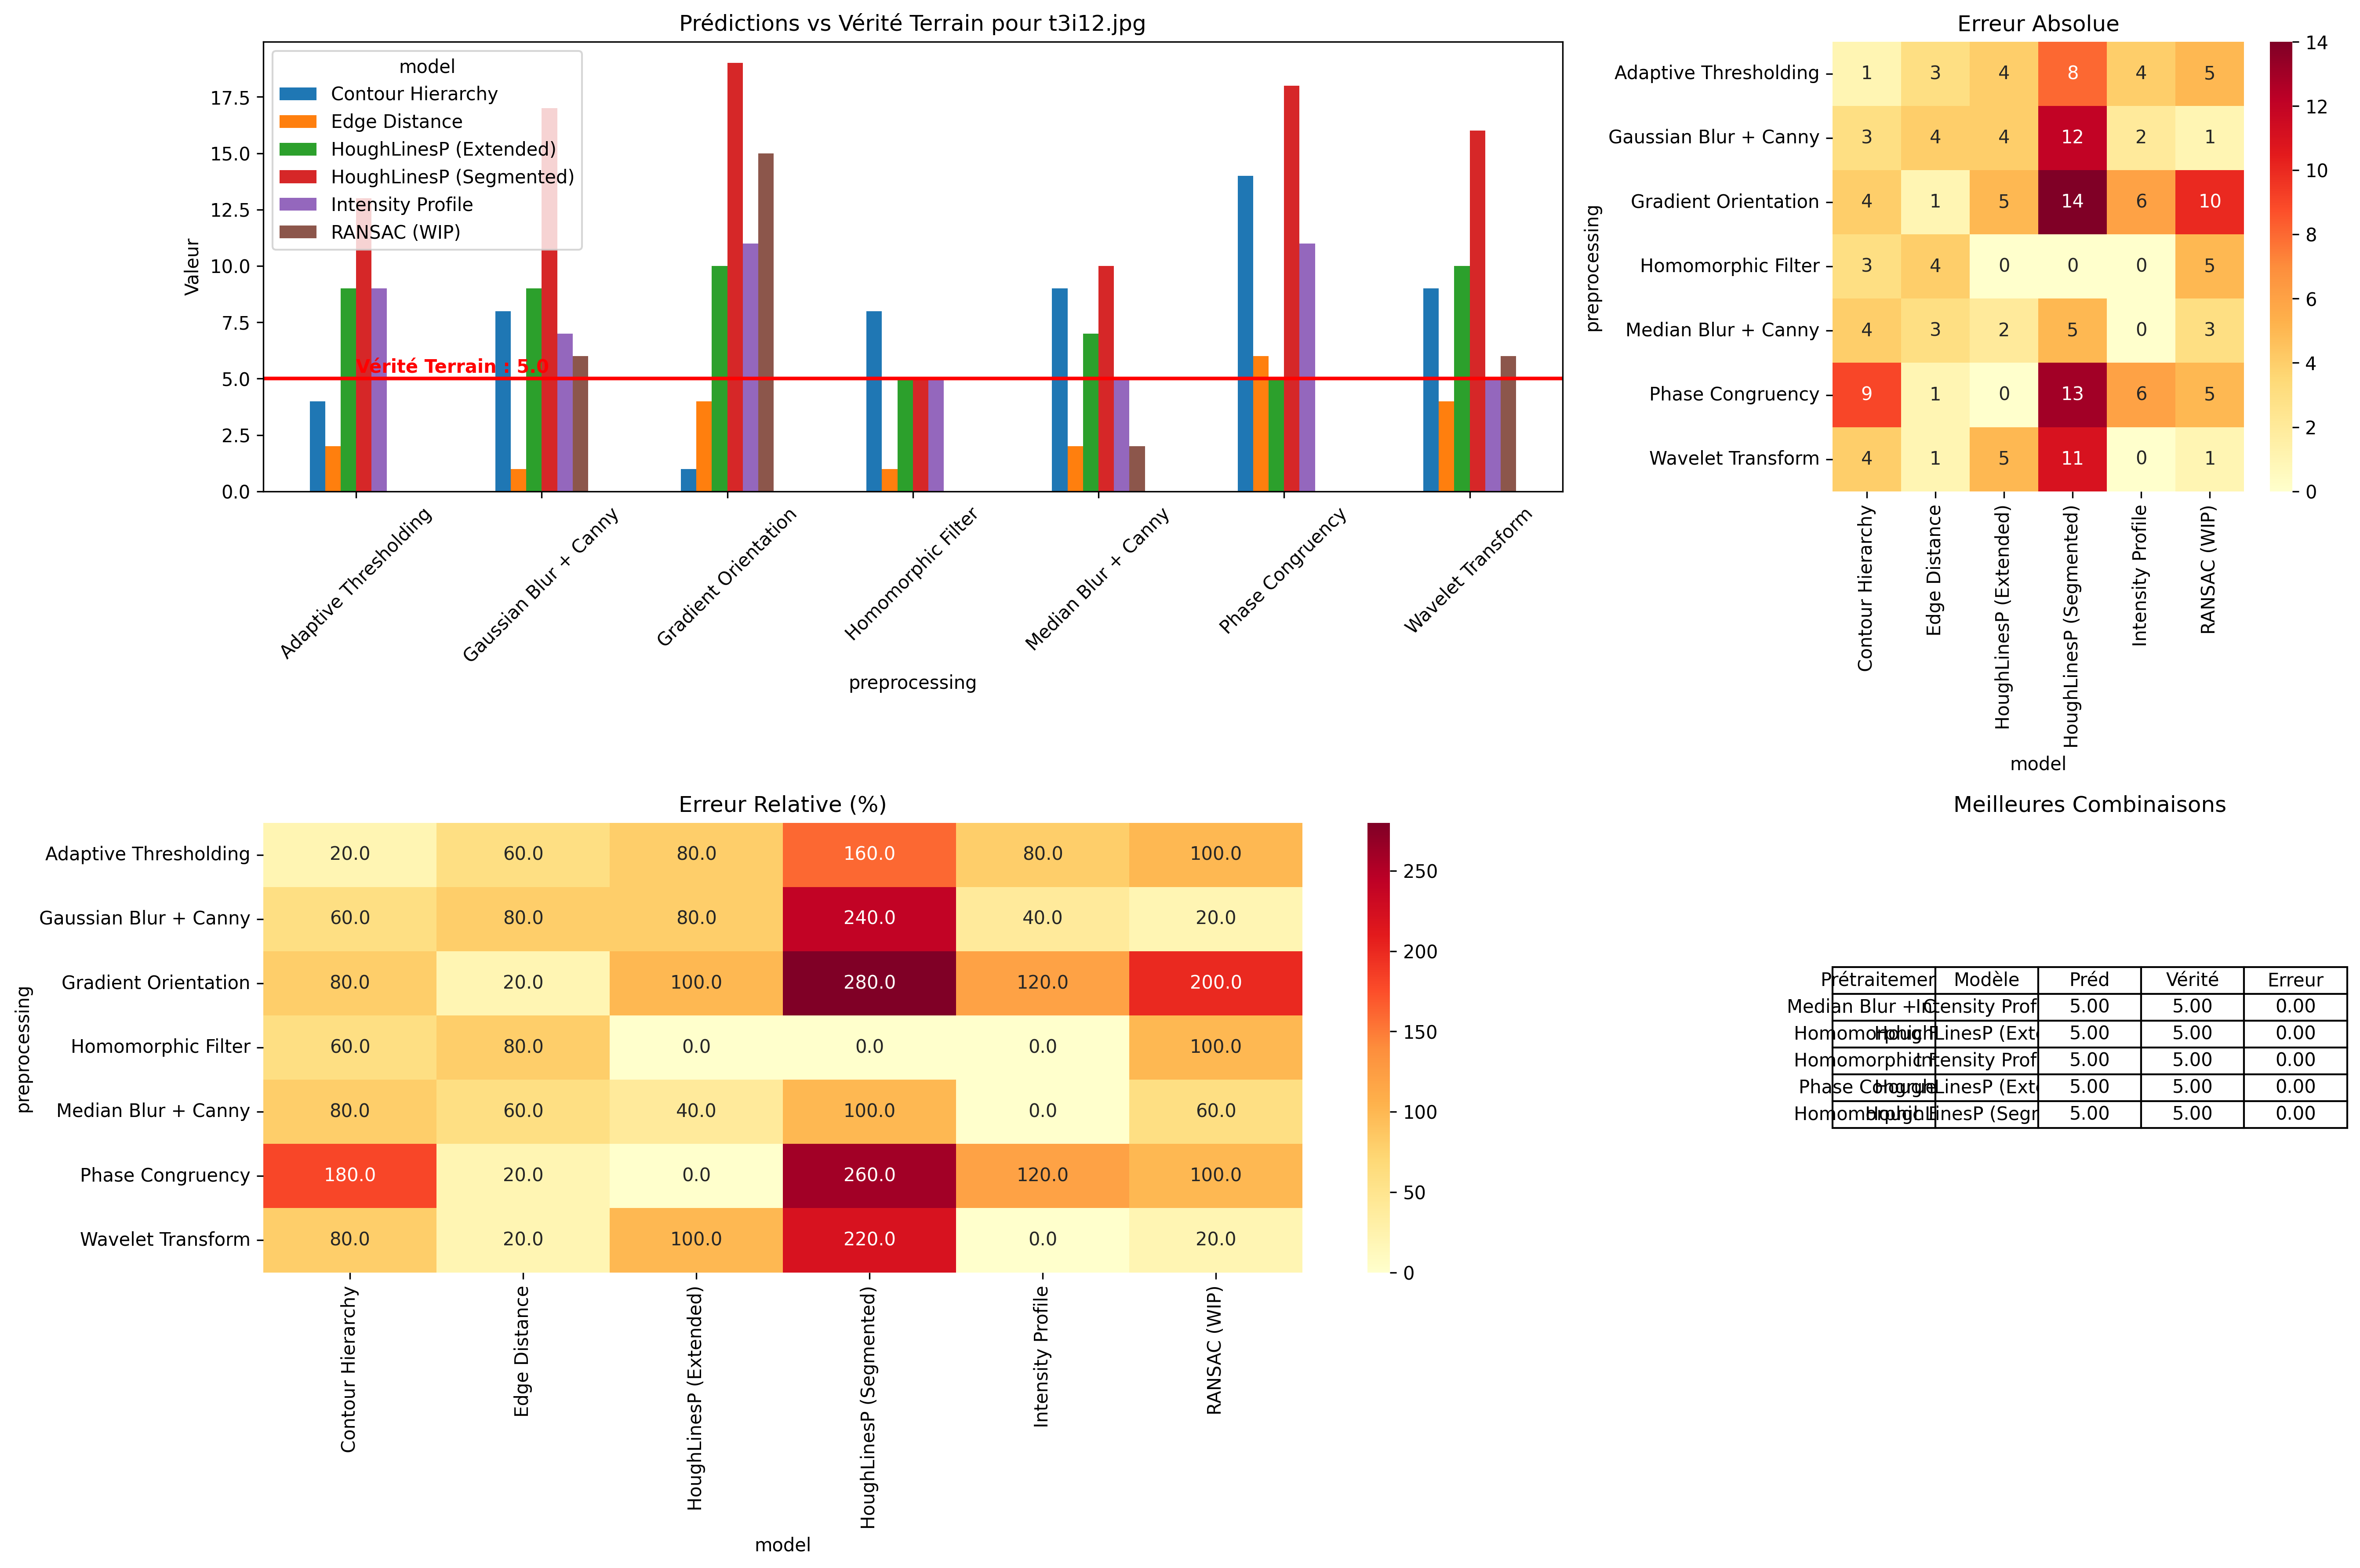 Prédictions vs Vérité Terrain pour t3i12.jpg
Valeur
17.5
15.0
12.5
10.0
7.5
5.0
2.5
0.0
model
Contour Hierarchy
Edge Distance
HoughLinesP (Extended)
HoughLinesP (Segmented)
Intensity Profile
RANSAC (WIP)
Vérité Terrain : 5.0
Adaptive Thresholding
Gaussian Blur + Canny
Gradient Orientation
Homomorphic Filter
Median Blur + Canny
Phase Congruency
Wavelet Transform
preprocessing
Erreur Absolue
preprocessing
Adaptive Thresholding 1 3 4 8 4 5
Gaussian Blur + Canny 3 4 4 12 2 1
Gradient Orientation 4 1 5 14 6 10
Homomorphic Filter 3 4 0 0 0 5
Median Blur + Canny 4 3 2 5 0 3
Phase Congruency 9 1 0 13 6 5
Wavelet Transform 4 1 5 11 0 1
Contour Hierarchy
Edge Distance
HoughLinesP (Extended)
HoughLinesP (Segmented)
Intensity Profile
RANSAC (WIP)
model
14
12
10
8
6
4
2
0
Erreur Relative (%)
preprocessing
Adaptive Thresholding 20.0 60.0 80.0 160.0 80.0 100.0
Gaussian Blur + Canny 60.0 80.0 80.0 240.0 40.0 20.0
Gradient Orientation 80.0 20.0 100.0 280.0 120.0 200.0
Homomorphic Filter 60.0 80.0 0.0 0.0 0.0 100.0
Median Blur + Canny 80.0 60.0 40.0 100.0 0.0 60.0
Phase Congruency 180.0 20.0 0.0 260.0 120.0 100.0
Wavelet Transform 80.0 20.0 100.0 220.0 0.0 20.0
Contour Hierarchy
Edge Distance
HoughLinesP (Extended)
HoughLinesP (Segmented)
Intensity Profile
RANSAC (WIP)
model
250
200
150
100
50
0
Meilleures Combinaisons
Prétraitemen Modèle Préd Vérité Erreur
Median Blur + 5.00 5.00 0.00
5.00 5.00 0.00
5.00 5.00 0.00
Phase 5.00 5.00 0.00
5.00 5.00 0.00